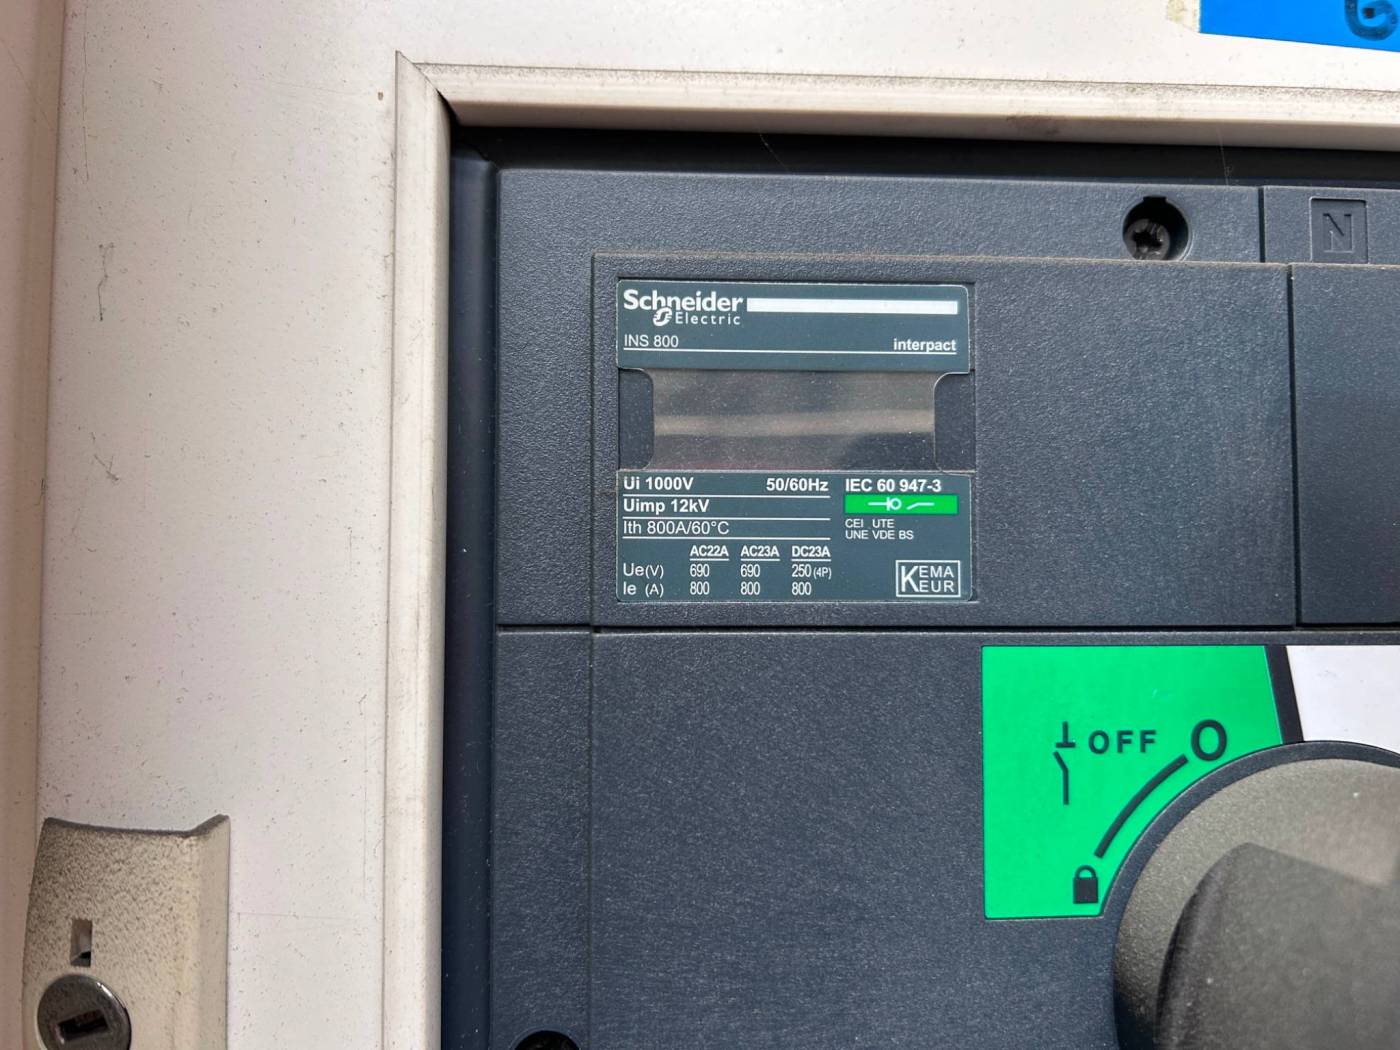 N
Schneider
Electric
INS 800 interpact
Ui 1000V 50/60Hz IEC 60 947-3
Uimp 12kV
Ith 800A/60°C
CEI UTE
UNE VDE BS
AC22A AC23A DC23A
Ue(V) 690 690 250(4P)
Ie (A) 800 800 800
KEMA
KEUR
OFF O